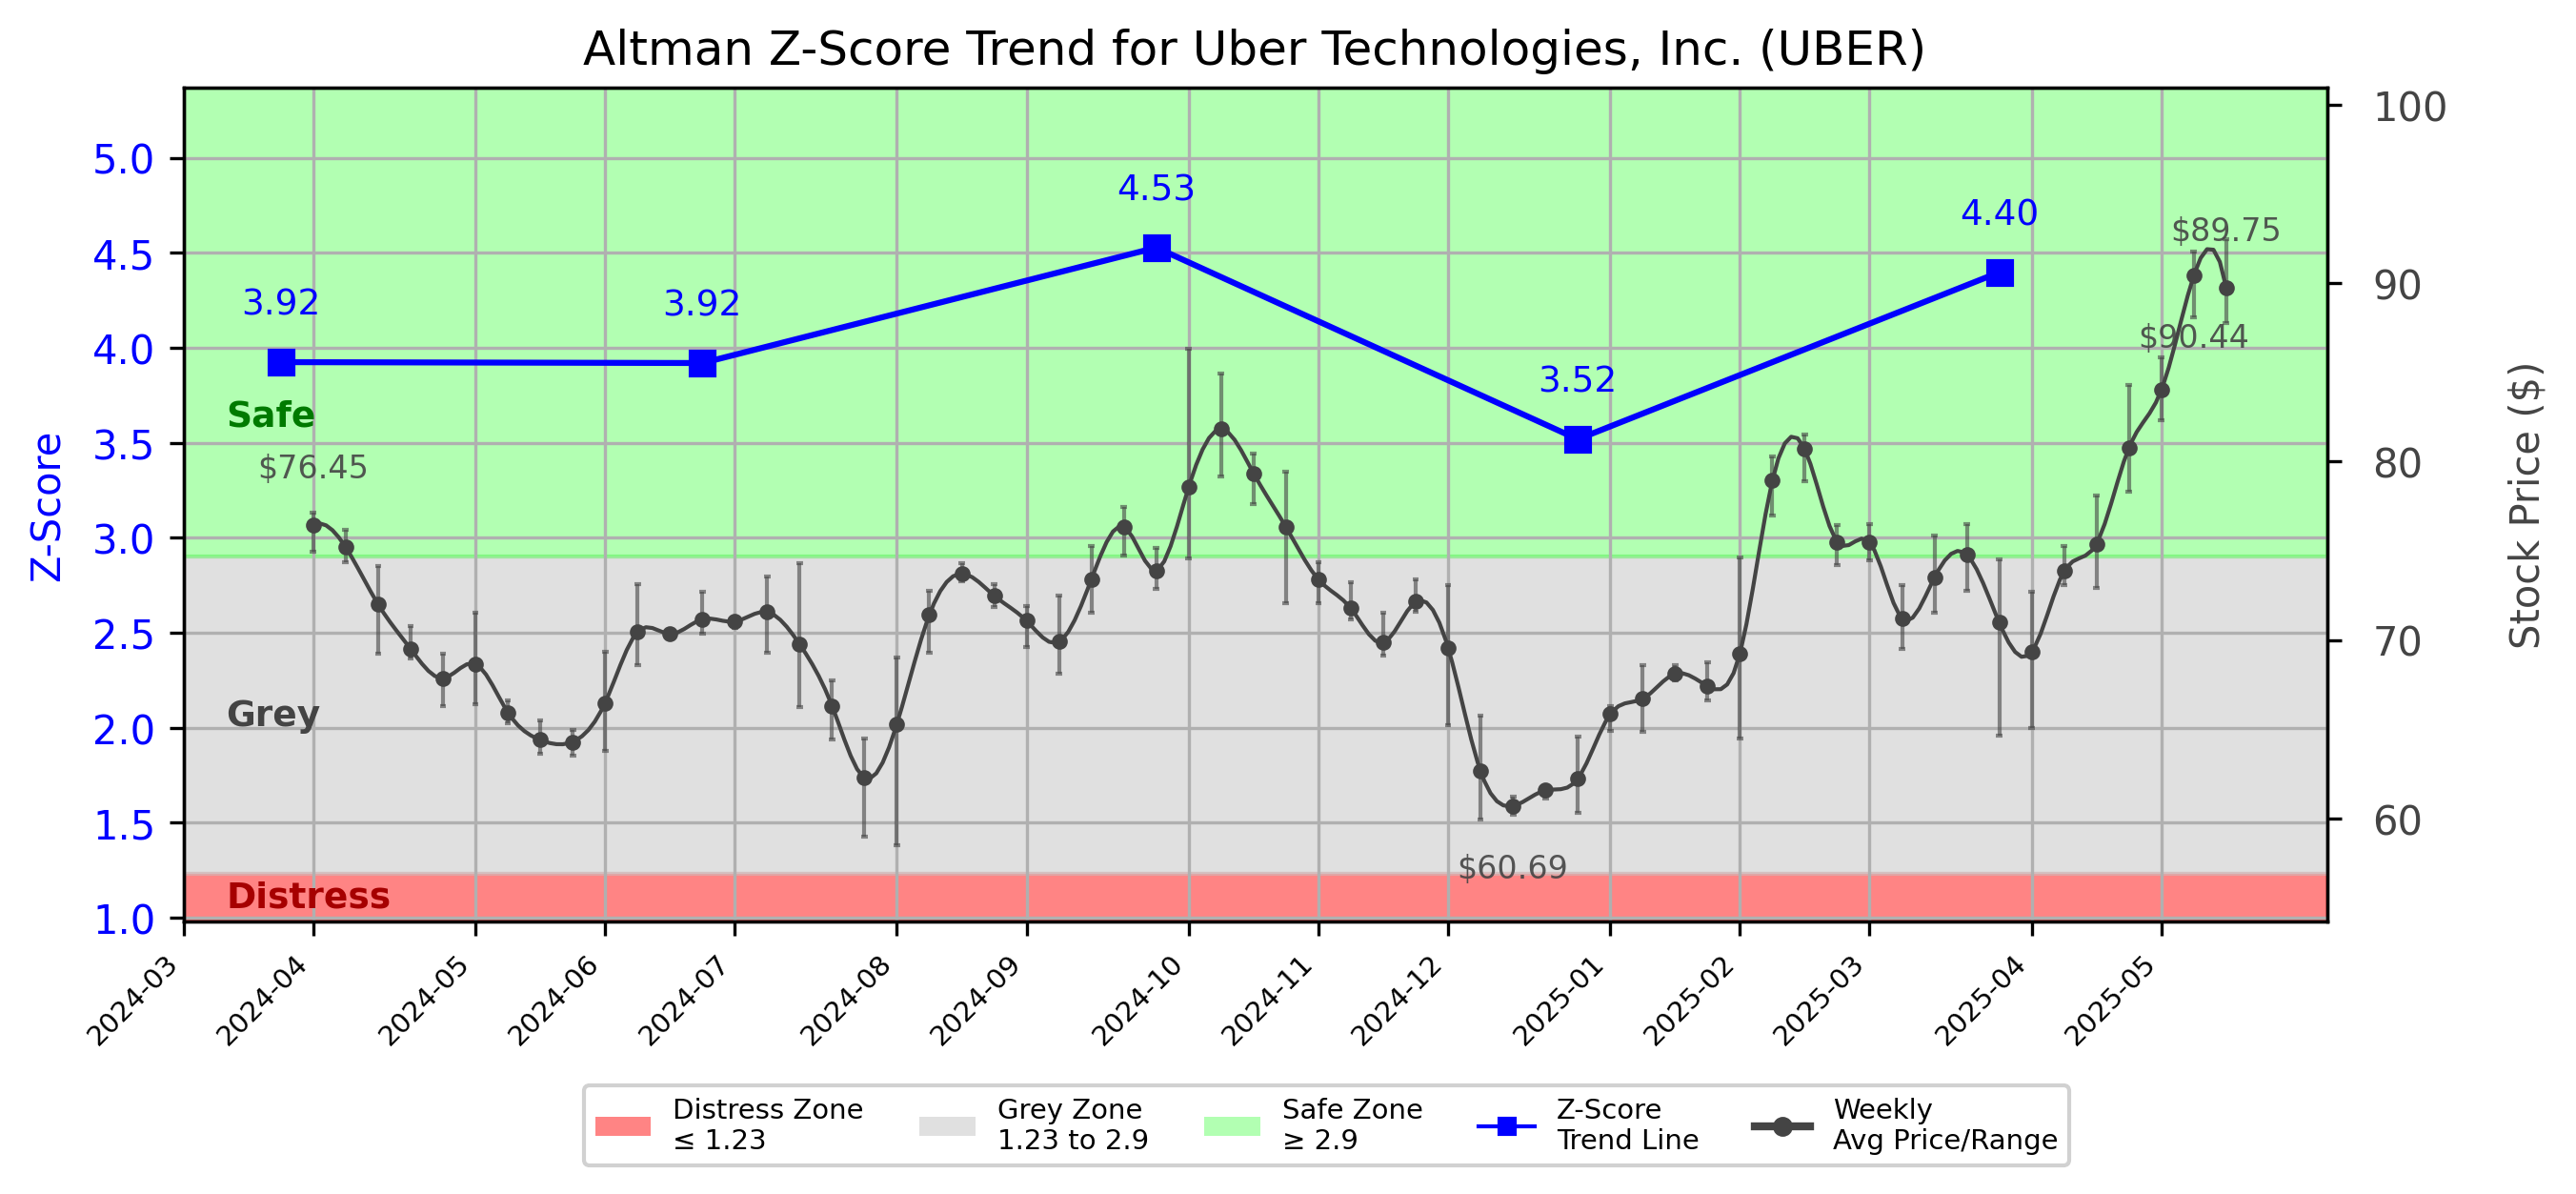 Altman Z-Score Trend for Uber Technologies, Inc. (UBER)
Z-Score
5.0
4.5
4.0
3.5
3.0
2.5
2.0
1.5
1.0
100
90
80
70
60
Stock Price ($)
3.92
3.92
4.53
3.52
4.40
$89.75
$90.44
Safe
$76.45
Grey
$60.69
Distress
2024-03
2024-04
2024-05
2024-06
2024-07
2024-08
2024-09
2024-10
2024-11
2024-12
2025-01
2025-02
2025-03
2025-04
2025-05
Distress Zone
≤ 1.23
Grey Zone
1.23 to 2.9
Safe Zone
≥ 2.9
Z-Score
Trend Line
Weekly
Avg Price/Range